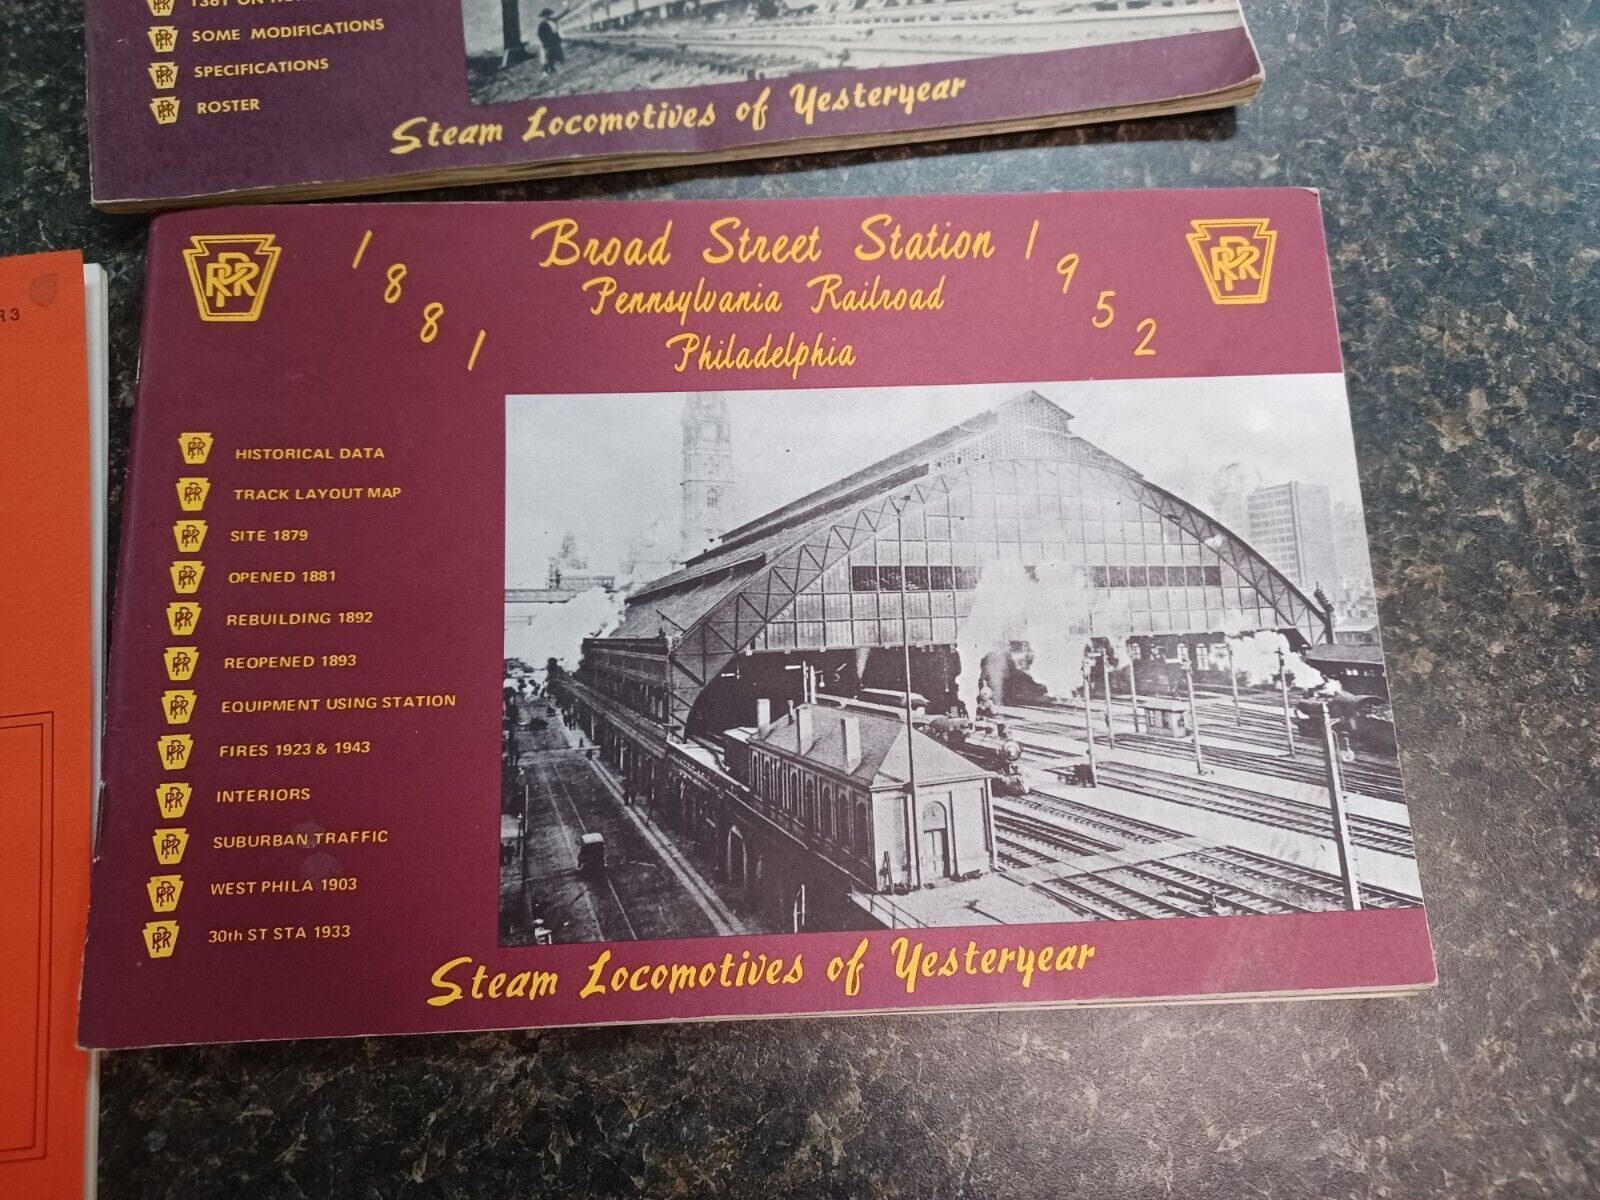 SOME MODIFICATIONS
SPECIFICATIONS
ROSTER
Steam Locomotives of Yesteryear
R 3
1881
Broad Street Station
1952
Pennsylvania Railroad
Philadelphia
PRR
PRR
HISTORICAL DATA
TRACK LAYOUT MAP
SITE 1879
OPENED 1881
REBUILDING 1892
REOPENED 1893
EQUIPMENT USING STATION
FIRES 1923 & 1943
INTERIORS
SUBURBAN TRAFFIC
WEST PHILA 1903
30th ST STA 1933
Steam Locomotives of Yesteryear